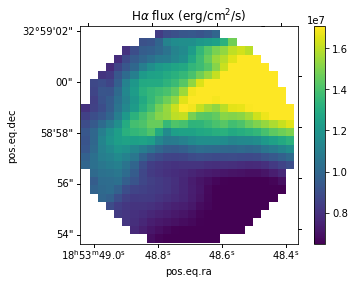 Hα flux (erg/cm²/s)
1e7
32°59'02"
00"
58'58"
56"
54"
pos.eq.dec
18ʰ53ᵐ49.0ˢ
48.8ˢ
48.6ˢ
48.4ˢ
pos.eq.ra
1.6
1.4
1.2
1.0
0.8